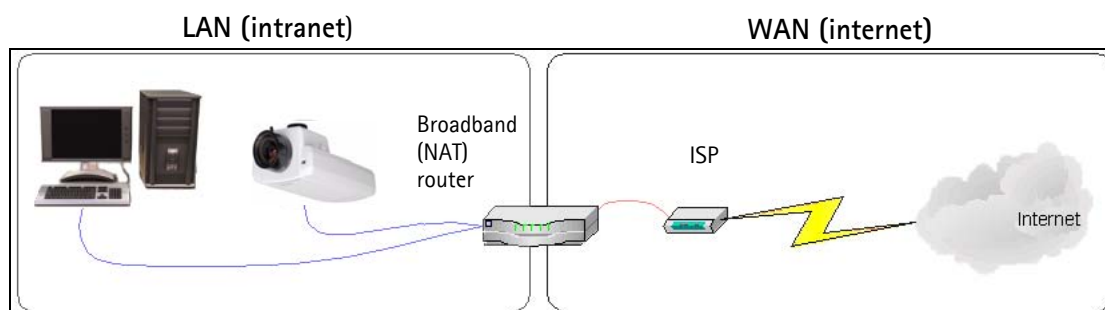 LAN (intranet)
WAN (internet)
Broadband
(NAT)
router
ISP
Internet